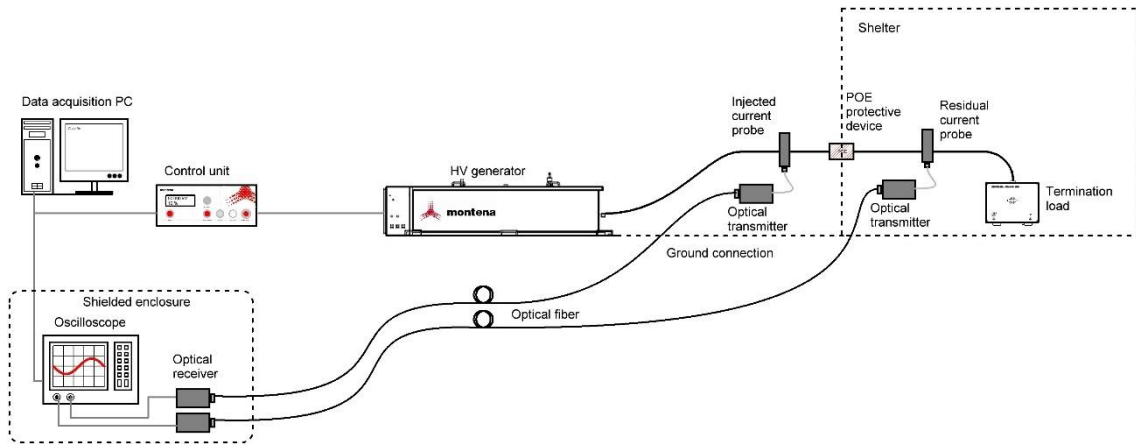 Shelter
Data acquisition PC
Injected
current
probe
POE
protective
device
Residual
current
probe
Control unit
HV generator
montena
Optical
transmitter
Optical
transmitter
Termination
load
Ground connection
Shielded enclosure
Oscilloscope
Optical fiber
Optical
receiver